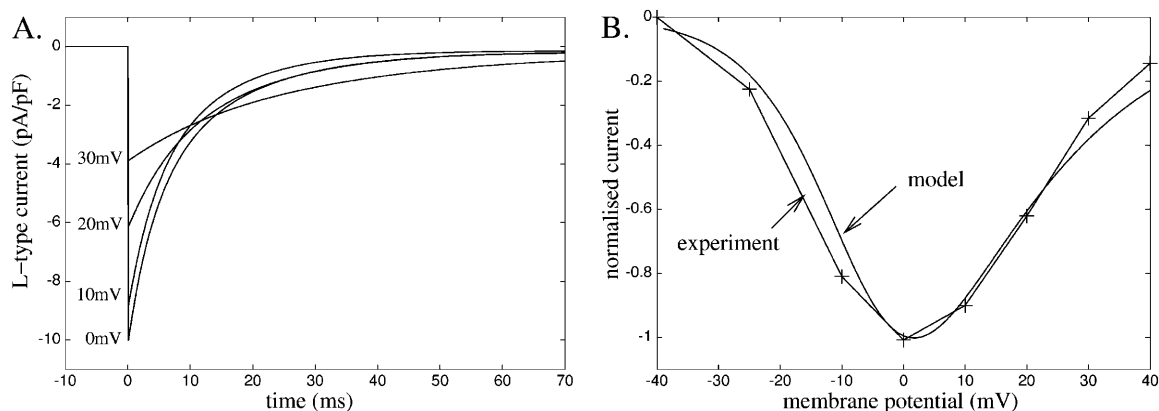 A.
0
-2
-4
-6
-8
-10
L-type current (pA/pF)
30mV
20mV
10mV
0mV
-10 0 10 20 30 40 50 60 70
time (ms)
B.
0
-0.2
-0.4
-0.6
-0.8
-1
normalised current
model
experiment
-40 -30 -20 -10 0 10 20 30 40
membrane potential (mV)